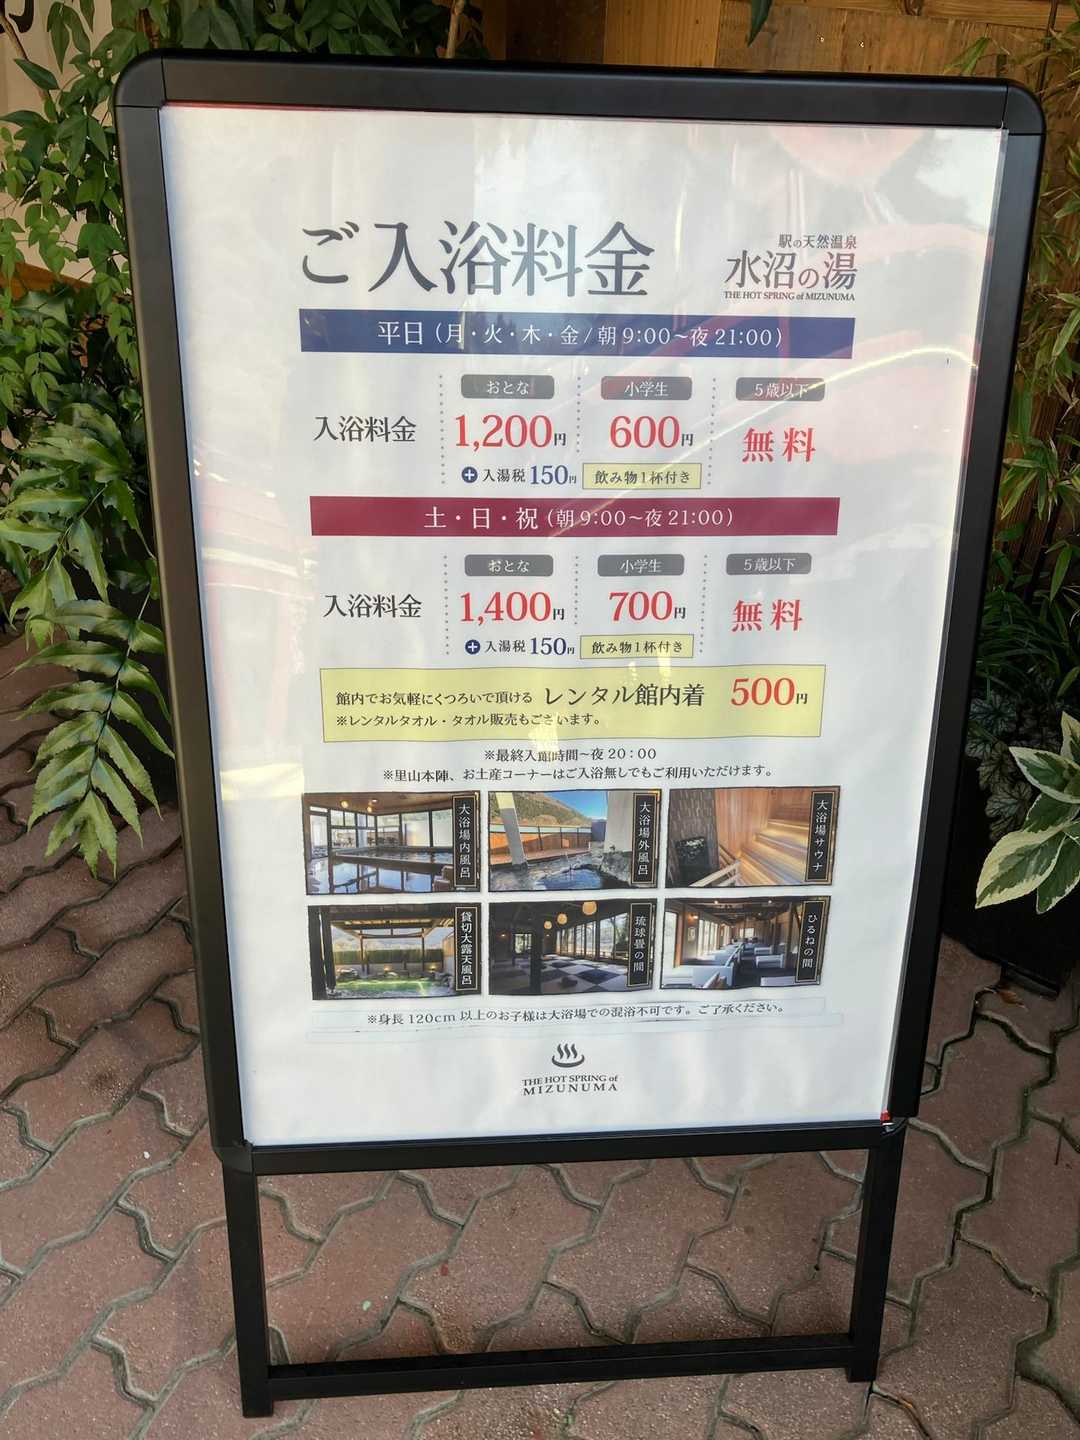 ご入浴料金
駅の天然温泉
水沼の湯
THE HOT SPRING of MIZUNUMA
平日(月・火・木・金/朝9:00〜夜21:00)
おとな 小学生 5歳以下
入浴料金 1,200円 600円 無料
+入湯税150円 飲み物1杯付き
土・日・祝(朝9:00〜夜21:00)
おとな 小学生 5歳以下
入浴料金 1,400円 700円 無料
+入湯税150円 飲み物1杯付き
館内でお気軽にくつろいで頂ける レンタル館内着 500円
※レンタルタオル・タオル販売もございます。
※最終入館時間〜夜20:00
※里山本陣、お土産コーナーはご入浴無しでもご利用いただけます。
大浴場内風呂
大浴場外風呂
大浴場サウナ
貸切大露天風呂
琉球畳の間
ひるねの間
※身長120cm以上のお子様は大浴場での混浴不可です。ご了承ください。
THE HOT SPRING of
MIZUNUMA